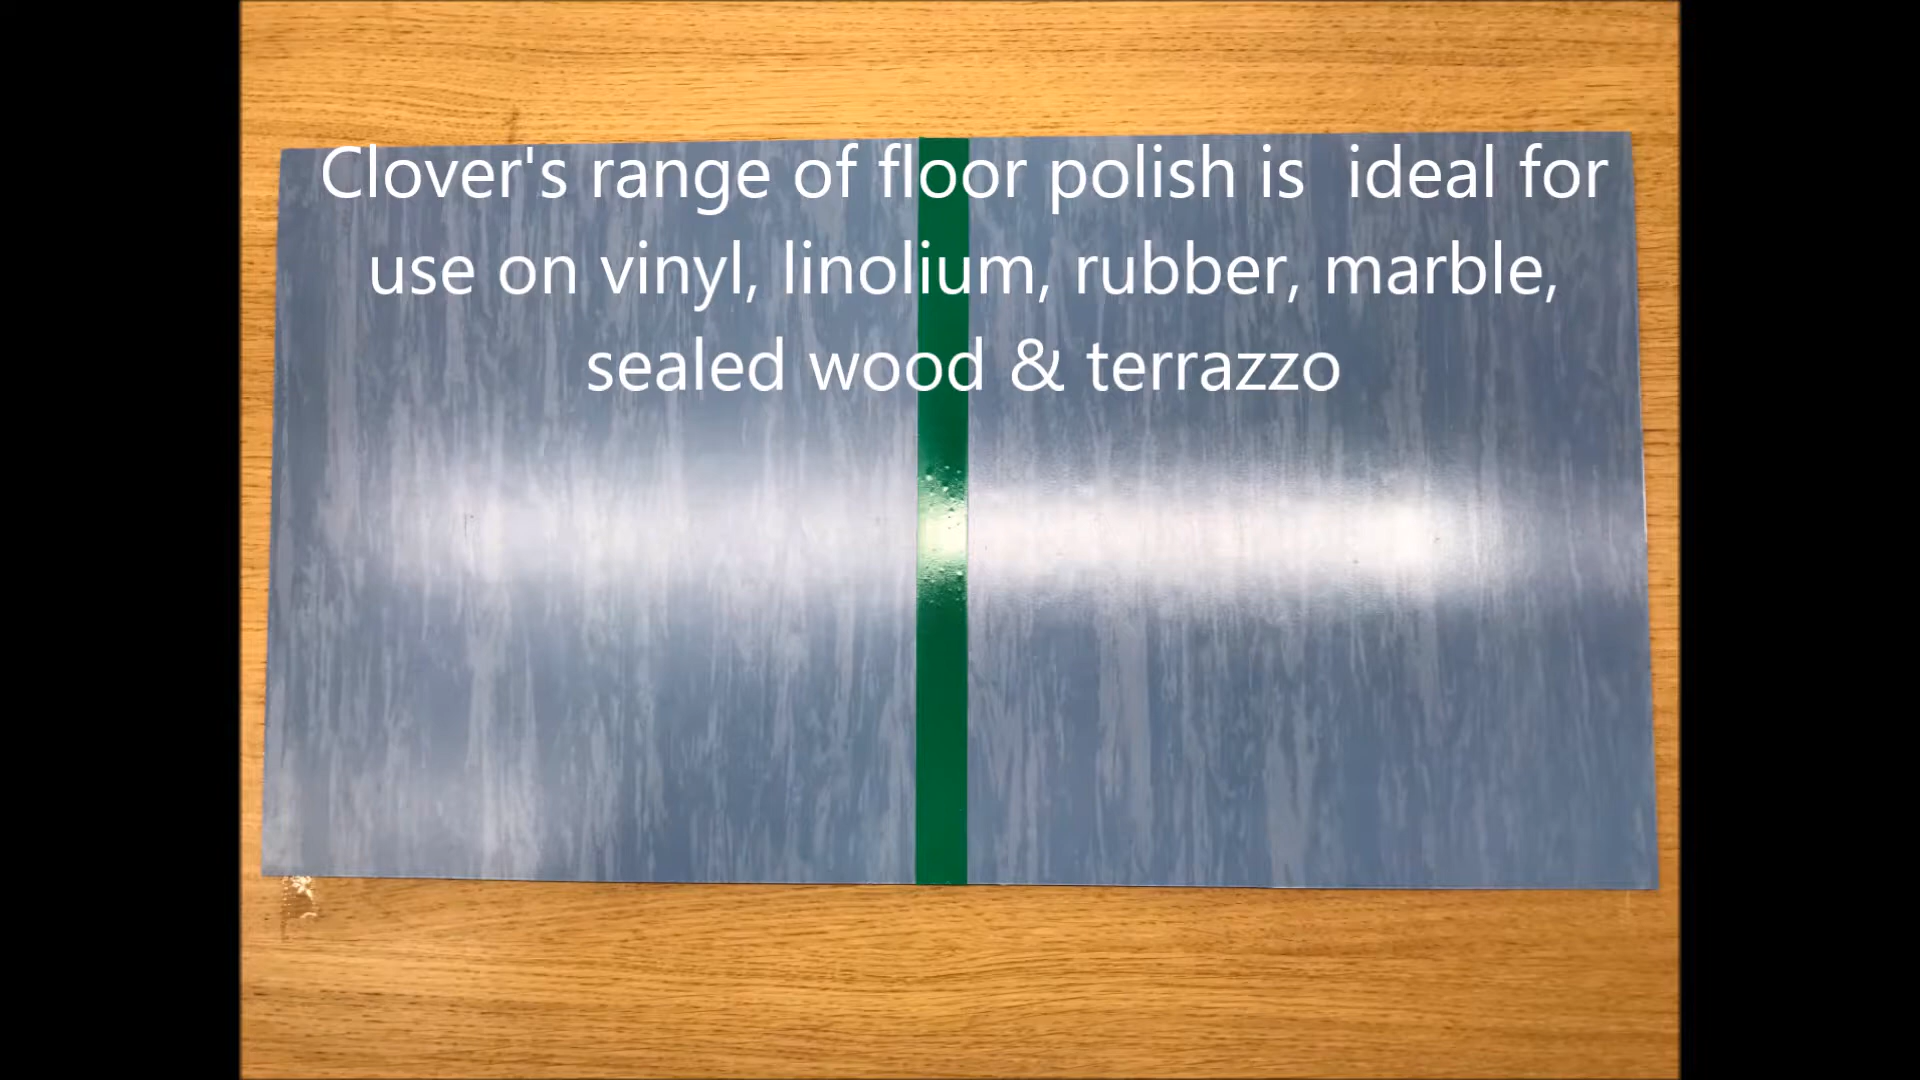 Clover's range of floor polish is  ideal for
use on vinyl, linolium, rubber, marble,
sealed wood & terrazzo